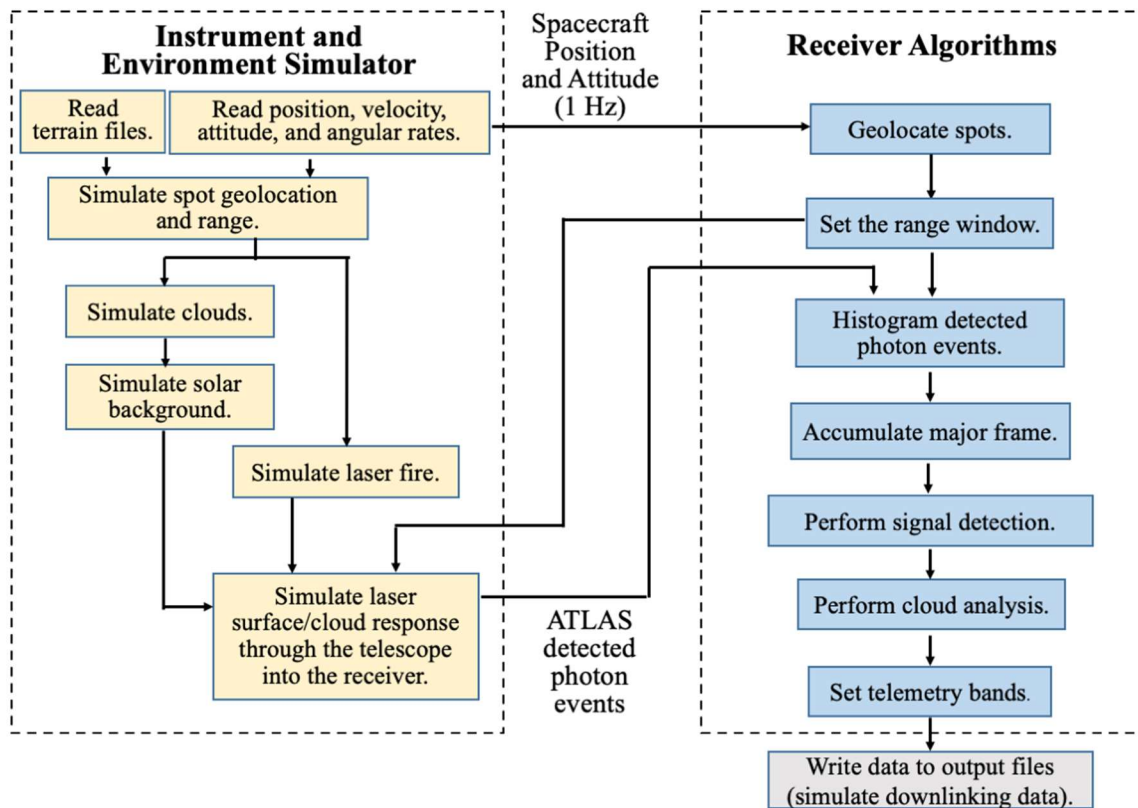 Instrument and
Environment Simulator
Read
terrain files.
Read position, velocity,
attitude, and angular rates.
Simulate spot geolocation
and range.
Simulate clouds.
Simulate solar
background.
Simulate laser fire.
Simulate laser
surface/cloud response
through the telescope
into the receiver.
Spacecraft
Position
and Attitude
(1 Hz)
ATLAS
detected
photon
events
Receiver Algorithms
Geolocate spots.
Set the range window.
Histogram detected
photon events.
Accumulate major frame.
Perform signal detection.
Perform cloud analysis.
Set telemetry bands.
Write data to output files
(simulate downlinking data).